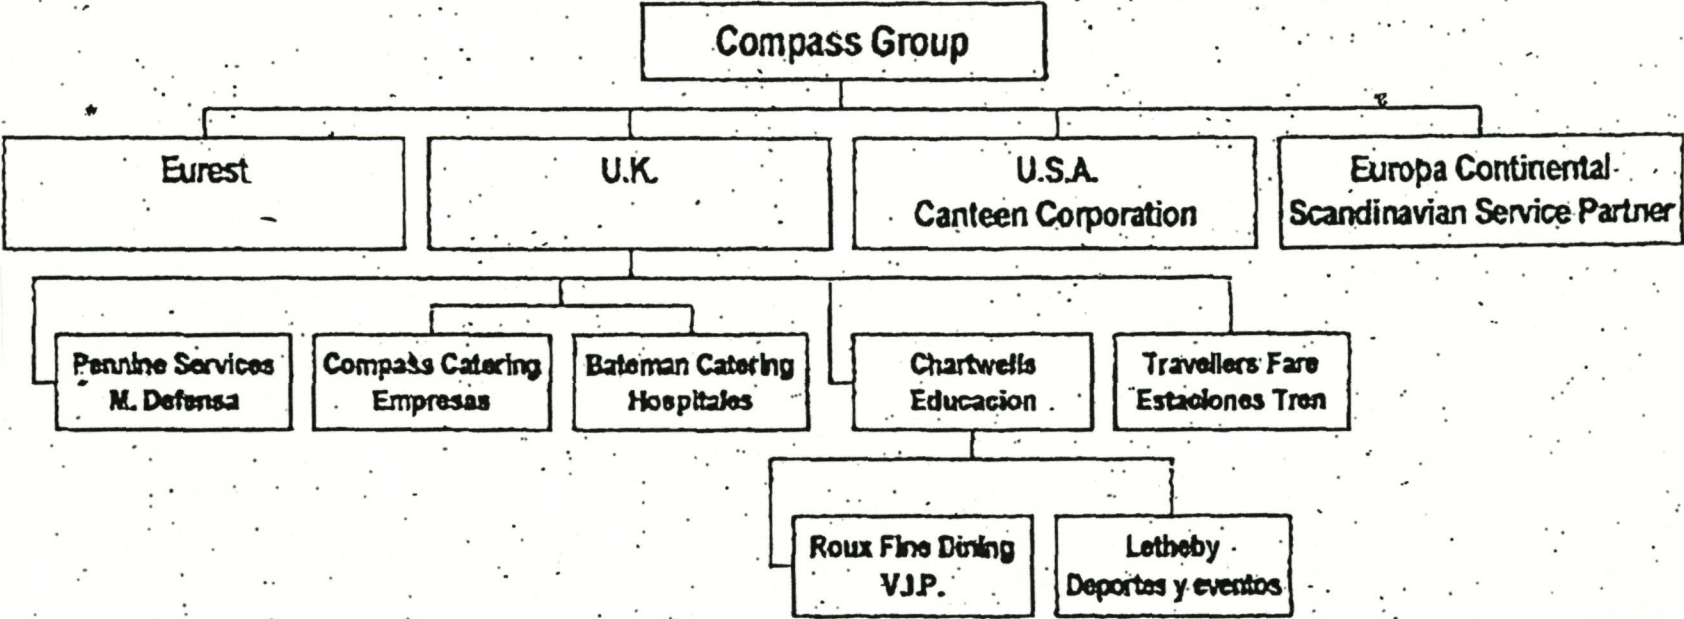 Compass Group
Eurest
U.K.
U.S.A.
Canteen Corporation
Europa Continental
Scandinavian Service Partner
Pennine Services
M. Defensa
Compass Catering
Empresas
Bateman Catering
Hospitales
Chartwells
Educacion
Travellers Fare
Estaciones Tren
Roux Fine Dining
V.I.P.
Letheby
Deportes y eventos